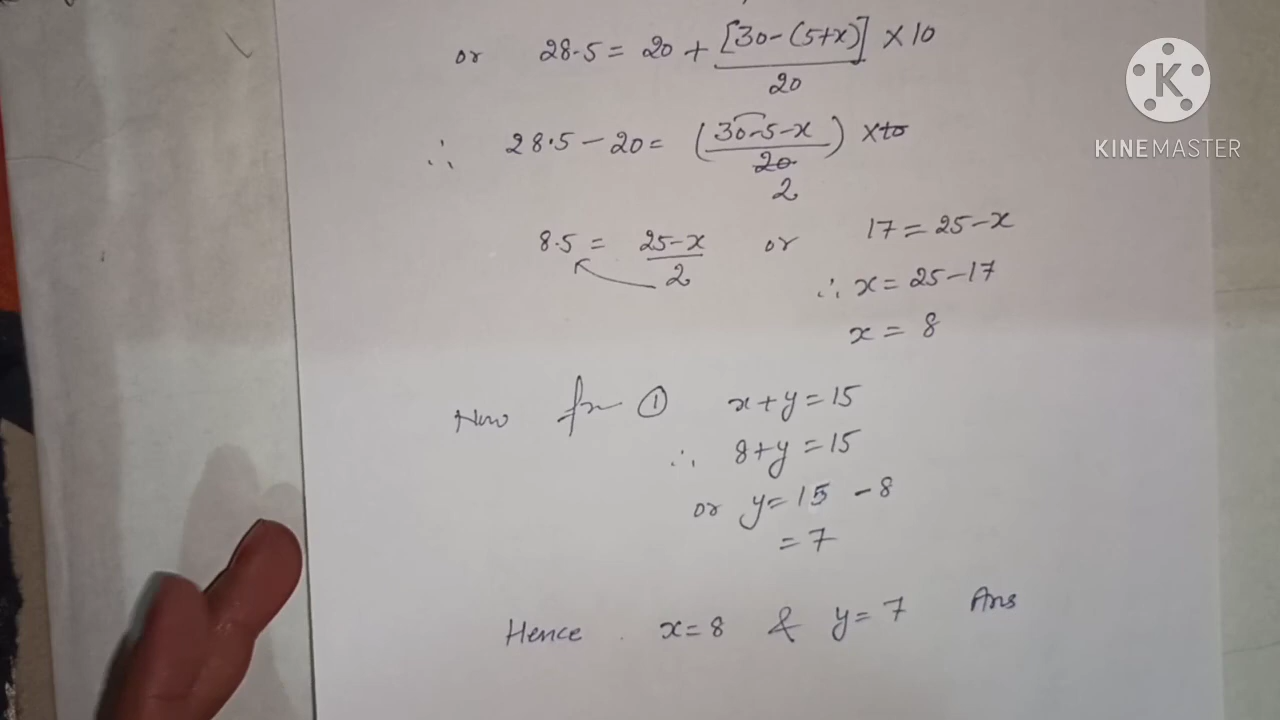 or 28.5 = 20 + [30-(5+x)]/20 × 10
K
KINEMASTER
∴ 28.5 - 20 = (30-5-x/20) × 10
2
8.5 = 25-x/2 or 17 = 25-x
∴ x = 25-17
x = 8
Now fr ① x+y = 15
∴ 8+y = 15
or y = 15 - 8
= 7
Hence x = 8 & y = 7 Ans